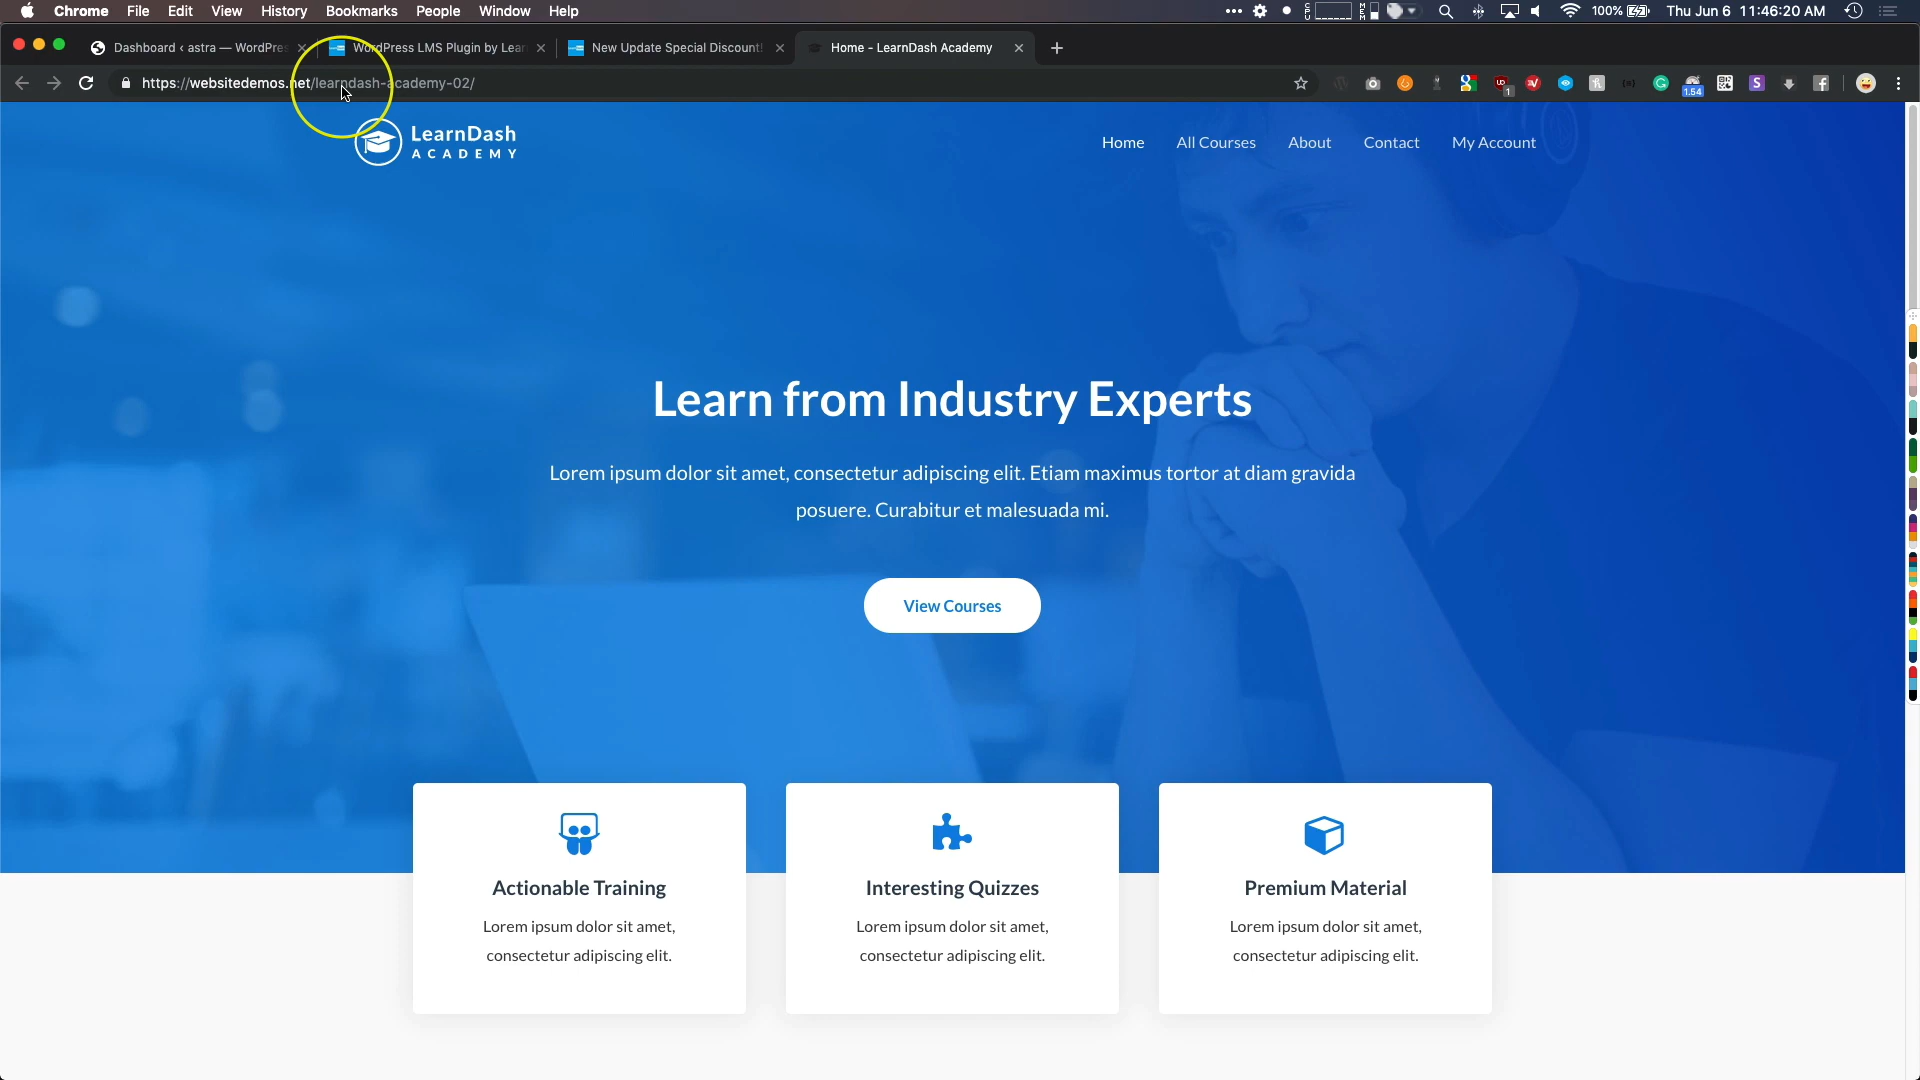 Chrome File Edit View History Bookmarks People Window Help
100% Thu Jun 6 11:46:20 AM
Dashboard ‹ astra — WordPres
WordPress LMS Plugin by Lear
New Update Special Discount!
Home - LearnDash Academy
https://websitedemos.net/learndash-academy-02/
1
1.54
LearnDash
ACADEMY
Home All Courses About Contact My Account
Learn from Industry Experts
Lorem ipsum dolor sit amet, consectetur adipiscing elit. Etiam maximus tortor at diam gravida
posuere. Curabitur et malesuada mi.
View Courses
Actionable Training
Lorem ipsum dolor sit amet,
consectetur adipiscing elit.
Interesting Quizzes
Lorem ipsum dolor sit amet,
consectetur adipiscing elit.
Premium Material
Lorem ipsum dolor sit amet,
consectetur adipiscing elit.